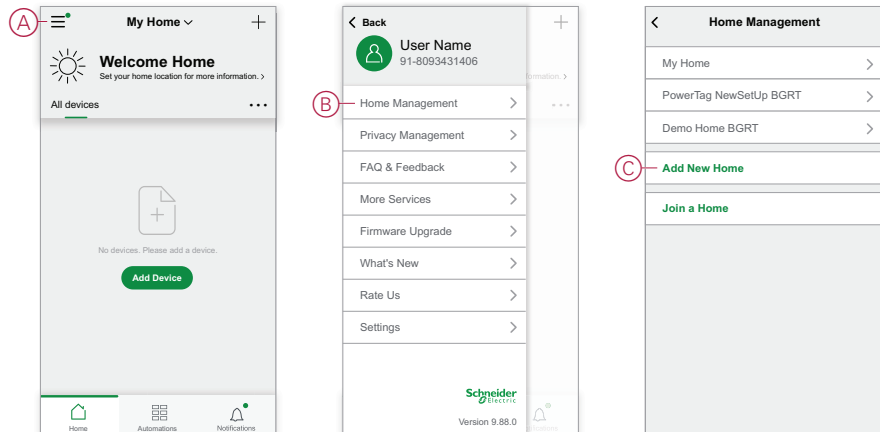 A
My Home
Welcome Home
Set your home location for more information. >
All devices
No devices. Please add a device.
Add Device
Home
Automations
Notifications
Back
User Name
91-8093431406
B
Home Management
Privacy Management
FAQ & Feedback
More Services
Firmware Upgrade
What's New
Rate Us
Settings
Schneider
Electric
Version 9.88.0
Home Management
My Home
PowerTag NewSetUp BGRT
Demo Home BGRT
C
Add New Home
Join a Home